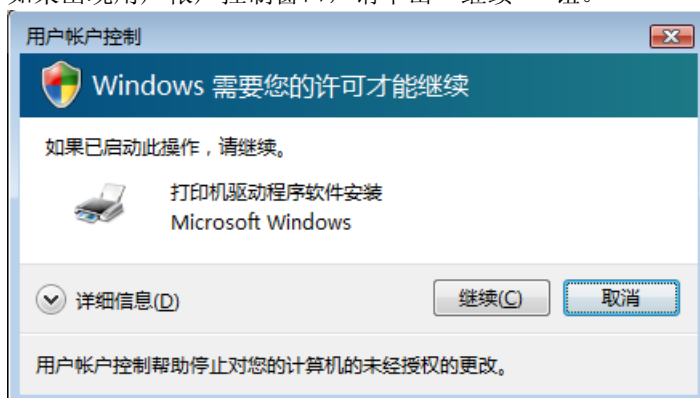 用户帐户控制
Windows 需要您的许可才能继续
如果已启动此操作，请继续。
打印机驱动程序软件安装
Microsoft Windows
详细信息(D)
继续(C)
取消
用户帐户控制帮助停止对您的计算机的未经授权的更改。